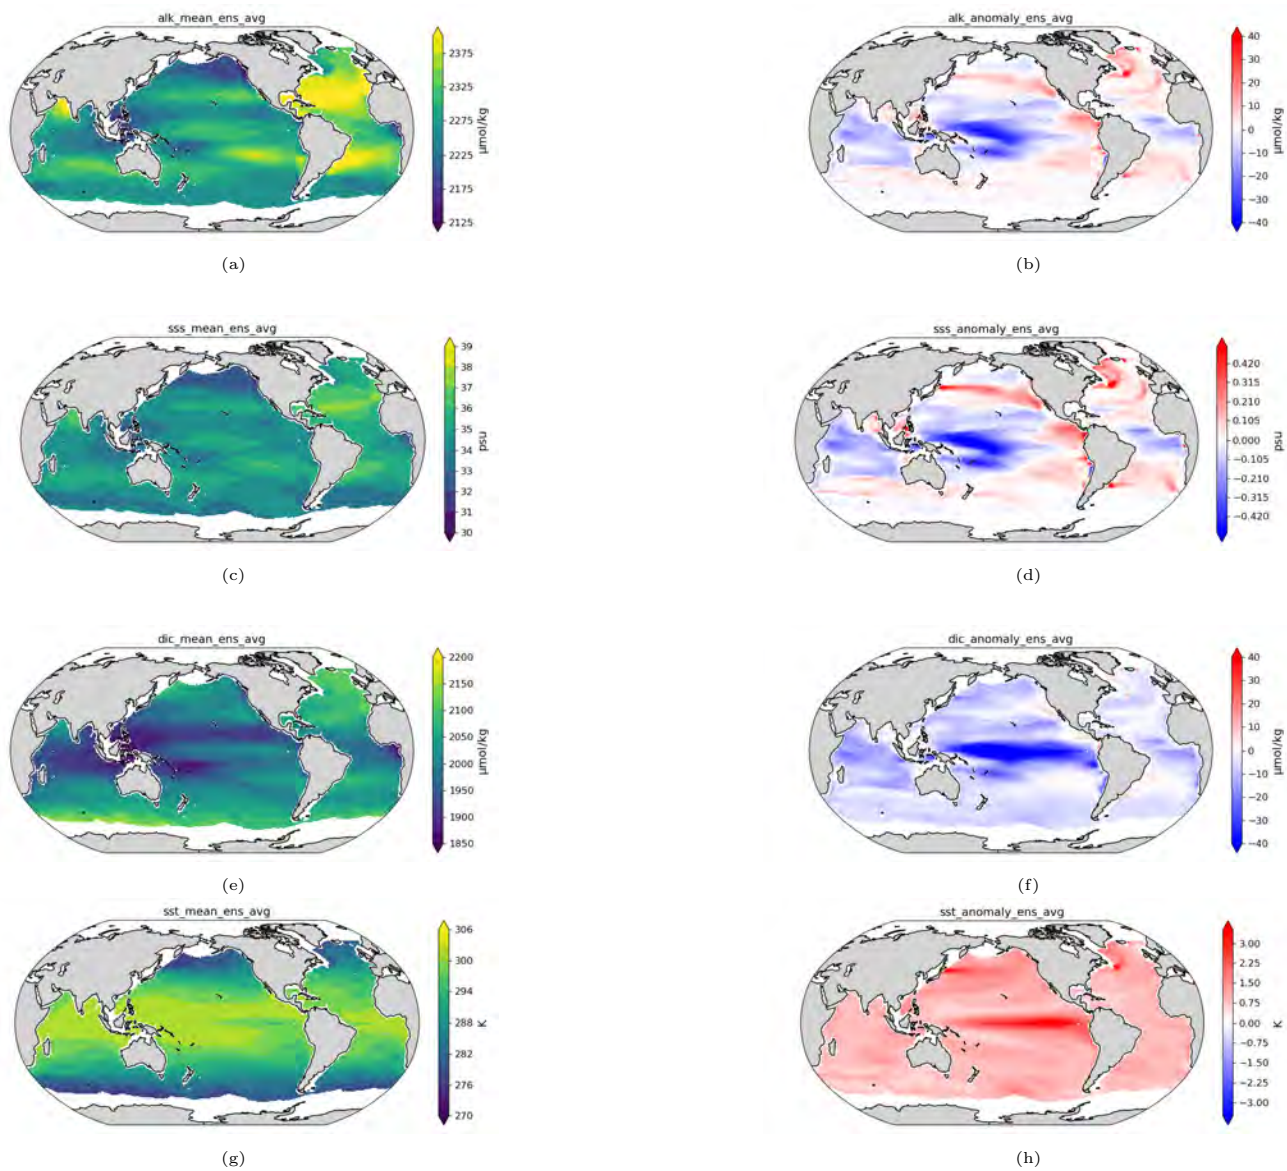 alk_mean_ens_avg
2375
2325
2275
2225
2175
2125
µmol/kg
(a)
alk_anomaly_ens_avg
40
30
20
10
0
−10
−20
−30
−40
µmol/kg
(b)
sss_mean_ens_avg
39
38
37
36
35
34
33
32
31
30
psu
(c)
sss_anomaly_ens_avg
0.420
0.315
0.210
0.105
0.000
−0.105
−0.210
−0.315
−0.420
psu
(d)
dic_mean_ens_avg
2200
2150
2100
2050
2000
1950
1900
1850
µmol/kg
(e)
dic_anomaly_ens_avg
40
30
20
10
0
−10
−20
−30
−40
µmol/kg
(f)
sst_mean_ens_avg
306
300
294
288
282
276
270
K
(g)
sst_anomaly_ens_avg
3.00
2.25
1.50
0.75
0.00
−0.75
−1.50
−2.25
−3.00
K
(h)